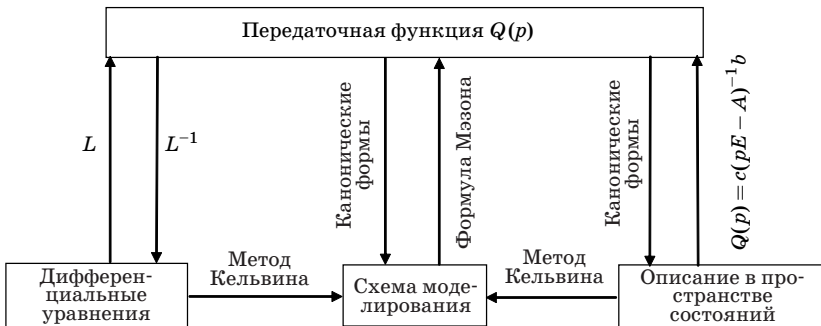 Передаточная функция Q(p)
L
L⁻¹
Канонические
формы
Формула Мэзона
Канонические
формы
Q(p) = c(pE − A)⁻¹b
Метод
Кельвина
Метод
Кельвина
Дифферен-
циальные
уравнения
Схема моде-
лирования
Описание в про-
странстве
состояний